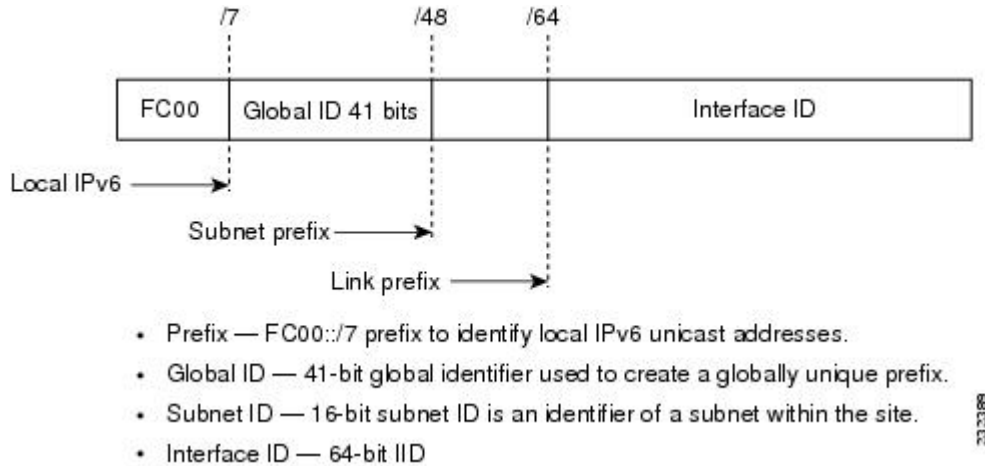 /7 /48 /64
FC00 Global ID 41 bits Interface ID
Local IPv6
Subnet prefix
Link prefix
• Prefix — FC00::/7 prefix to identify local IPv6 unicast addresses.
• Global ID — 41-bit global identifier used to create a globally unique prefix.
• Subnet ID — 16-bit subnet ID is an identifier of a subnet within the site.
• Interface ID — 64-bit IID
232389